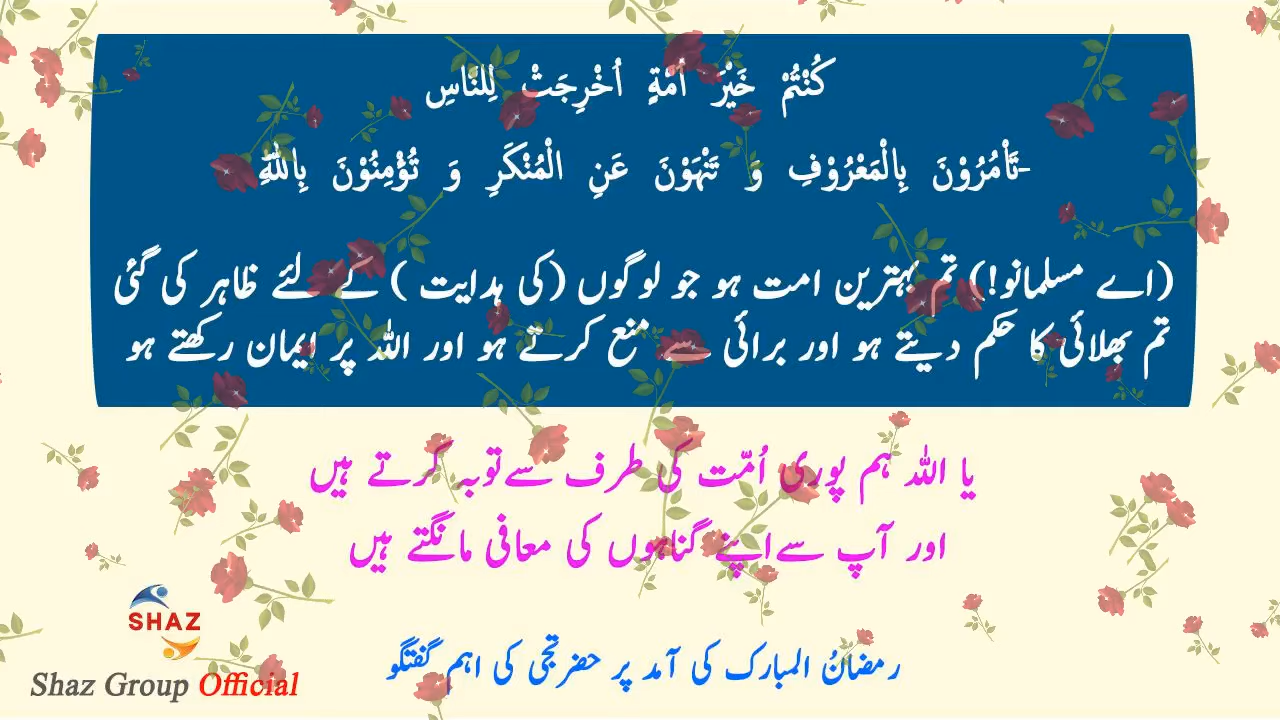 كُنْتُمْ خَيْرَ اُمَّةٍ اُخْرِجَتْ لِلنَّاسِ
تَاْمُرُوْنَ بِالْمَعْرُوْفِ وَ تَنْهَوْنَ عَنِ الْمُنْكَرِ وَ تُؤْمِنُوْنَ بِاللّٰهِؕ-
(اے مسلمانو!) تم بہترین امت ہو جو لوگوں (کی ہدایت ) کے لئے ظاہر کی گئی
تم بھلائی کا حکم دیتے ہو اور برائی سے منع کرتے ہو اور اللہ پر ایمان رکھتے ہو
یا اللہ ہم پوری اُمّت کی طرف سے توبہ کرتے ہیں
اور آپ سے اپنے گناہوں کی معافی مانگتے ہیں
رمضانُ المبارک کی آمد پر حضرتجی کی اہم گفتگو
SHAZ
Shaz Group Official